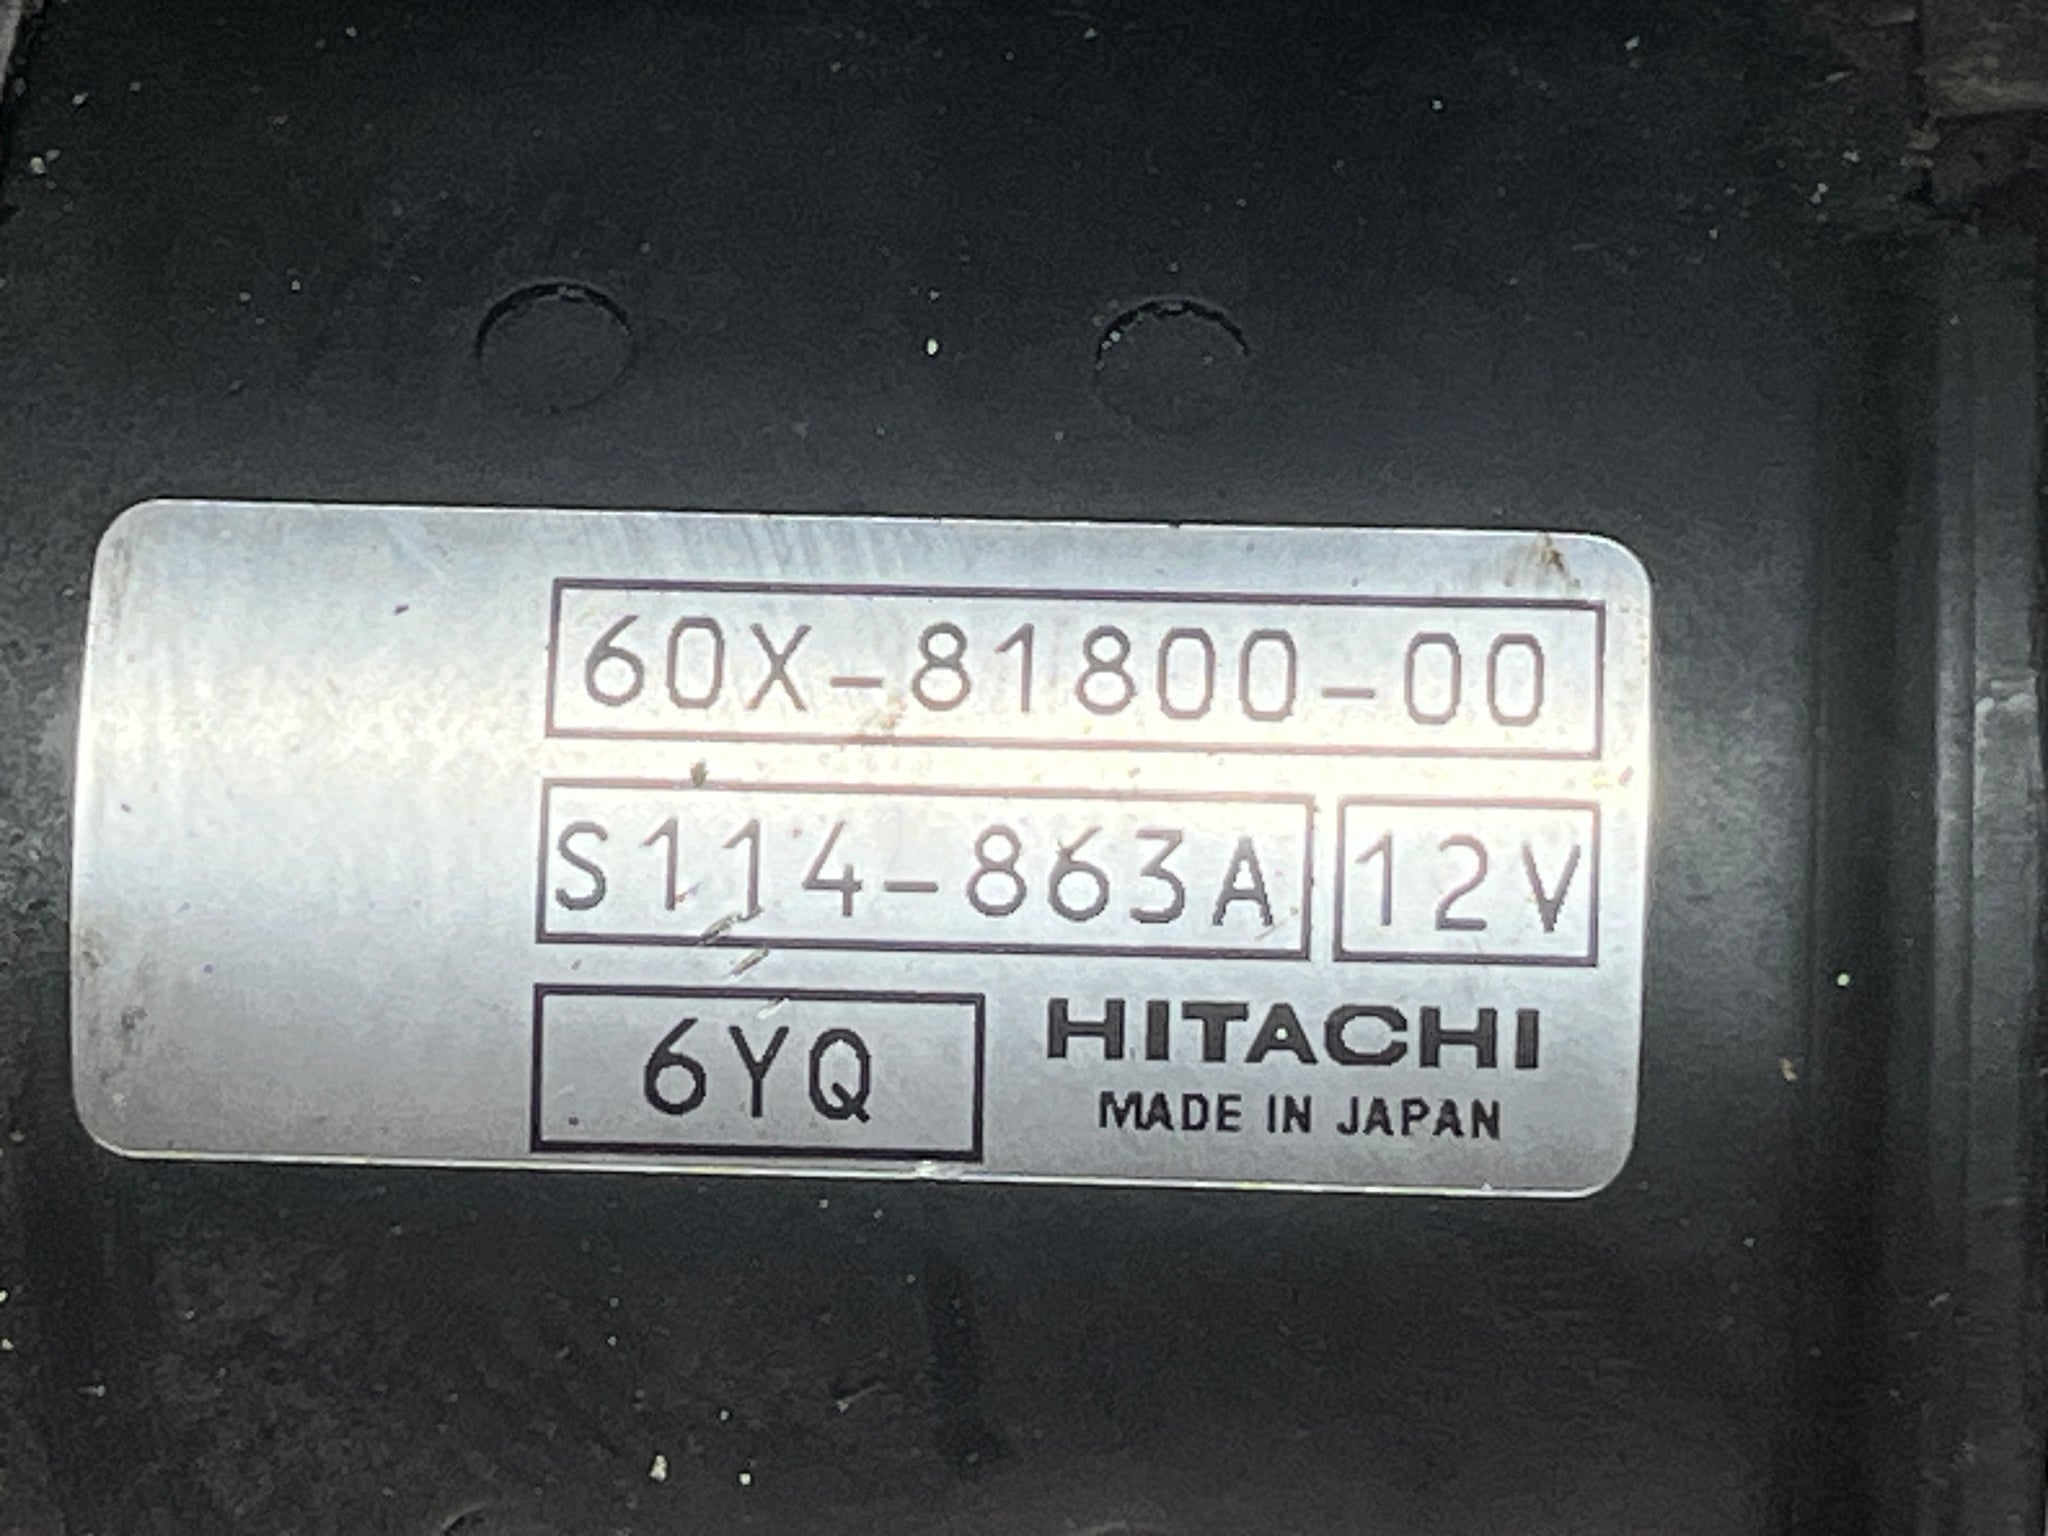 60X-81800-00
S114-863A 12V
6YQ HITACHI
MADE IN JAPAN